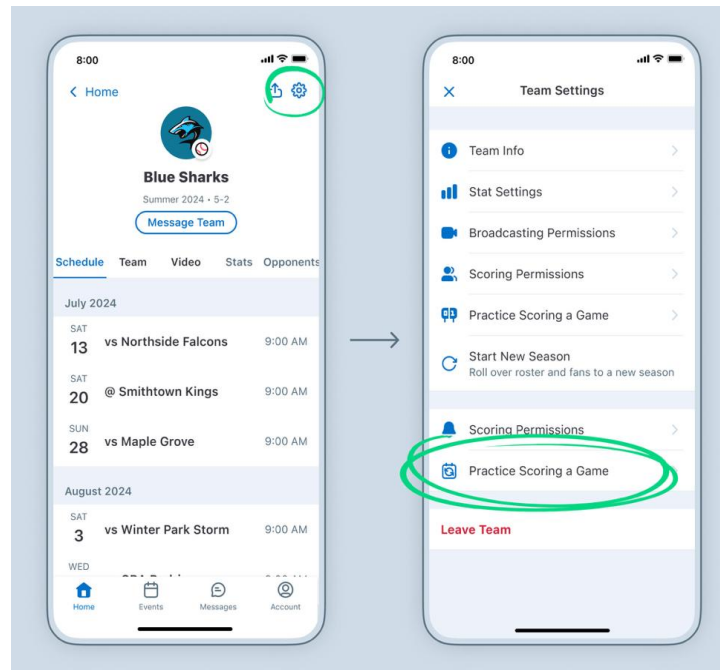 8:00
Home
Blue Sharks
Summer 2024 • 5-2
Message Team
Schedule Team Video Stats Opponents
July 2024
SAT
13 vs Northside Falcons 9:00 AM
SAT
20 @ Smithtown Kings 9:00 AM
SUN
28 vs Maple Grove 9:00 AM
August 2024
SAT
3 vs Winter Park Storm 9:00 AM
WED
Home Events Messages Account
8:00
Team Settings
Team Info
Stat Settings
Broadcasting Permissions
Scoring Permissions
Practice Scoring a Game
Start New Season
Roll over roster and fans to a new season
Scoring Permissions
Practice Scoring a Game
Leave Team